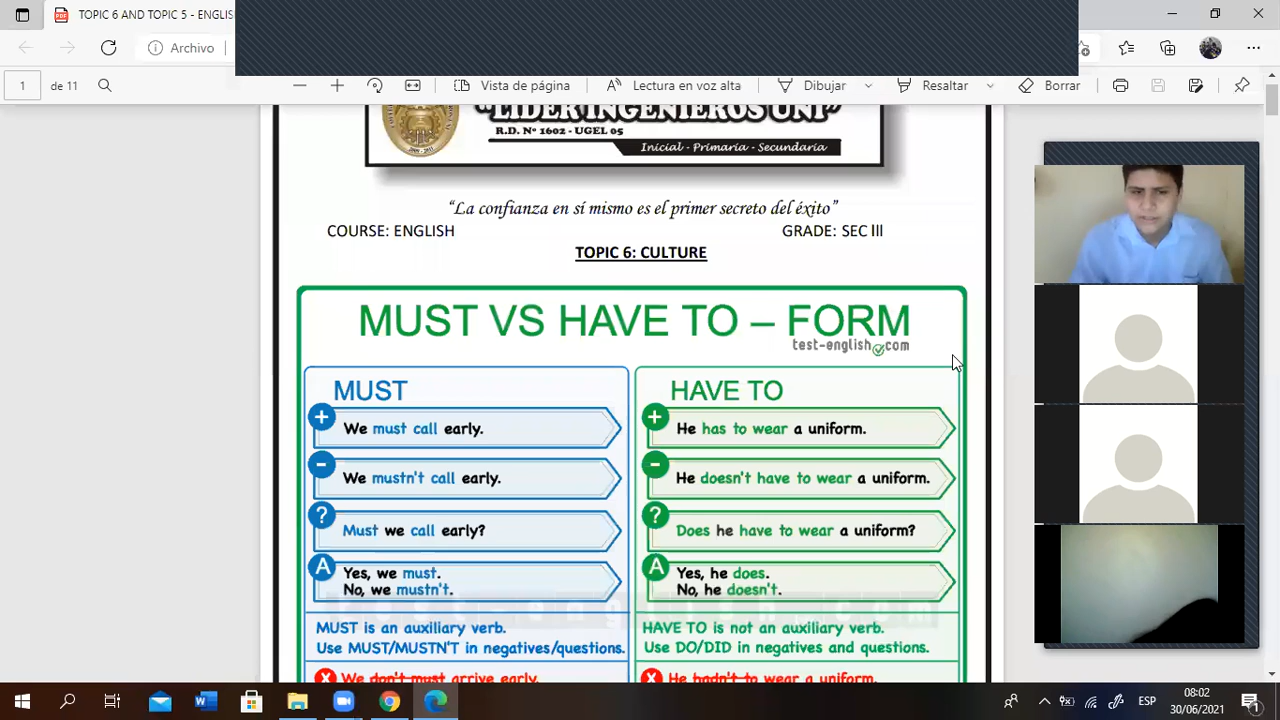 TOPIC 6 AND TOPIC 5 - ENGLIS
Archivo
1 de 11
Vista de página
Lectura en voz alta
Dibujar
Resaltar
Borrar
"LIDER INGENIEROS UNI"
R.D. Nº 1602 - UGEL 05
Inicial - Primaria - Secundaria
"La confianza en sí mismo es el primer secreto del éxito"
COURSE: ENGLISH GRADE: SEC III
TOPIC 6: CULTURE
MUST VS HAVE TO – FORM
test-english.com
MUST
+ We must call early.
- We mustn't call early.
? Must we call early?
A Yes, we must.
No, we mustn't.
MUST is an auxiliary verb.
Use MUST/MUSTN'T in negatives/questions.
X We don't must arrive early.
HAVE TO
+ He has to wear a uniform.
- He doesn't have to wear a uniform.
? Does he have to wear a uniform?
A Yes, he does.
No, he doesn't.
HAVE TO is not an auxiliary verb.
Use DO/DID in negatives and questions.
X He hadn't to wear a uniform.
test-english.com
ESP
08:02
30/06/2021
1